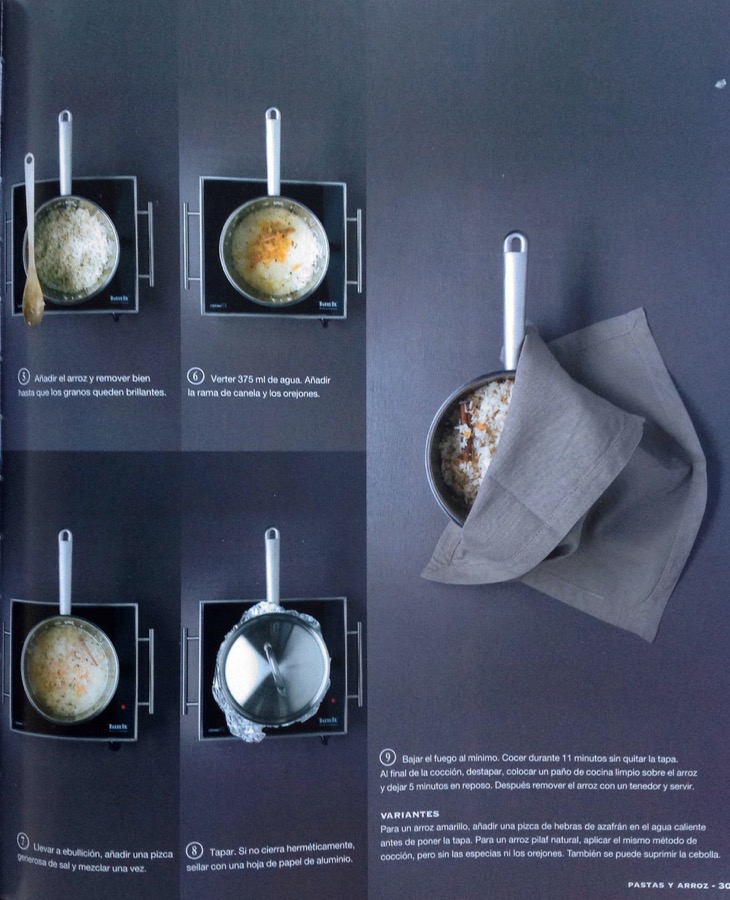 5 Añadir el arroz y remover bien
hasta que los granos queden brillantes.
6 Verter 375 ml de agua. Añadir
la rama de canela y los orejones.
7 Llevar a ebullición, añadir una pizca
generosa de sal y mezclar una vez.
8 Tapar. Si no cierra herméticamente,
sellar con una hoja de papel de aluminio.
9 Bajar el fuego al mínimo. Cocer durante 11 minutos sin quitar la tapa.
Al final de la cocción, destapar, colocar un paño de cocina limpio sobre el arroz
y dejar 5 minutos en reposo. Después remover el arroz con un tenedor y servir.
VARIANTES
Para un arroz amarillo, añadir una pizca de hebras de azafrán en el agua caliente
antes de poner la tapa. Para un arroz pilaf natural, aplicar el mismo método de
cocción, pero sin las especias ni los orejones. También se puede suprimir la cebolla.
PASTAS Y ARROZ • 30